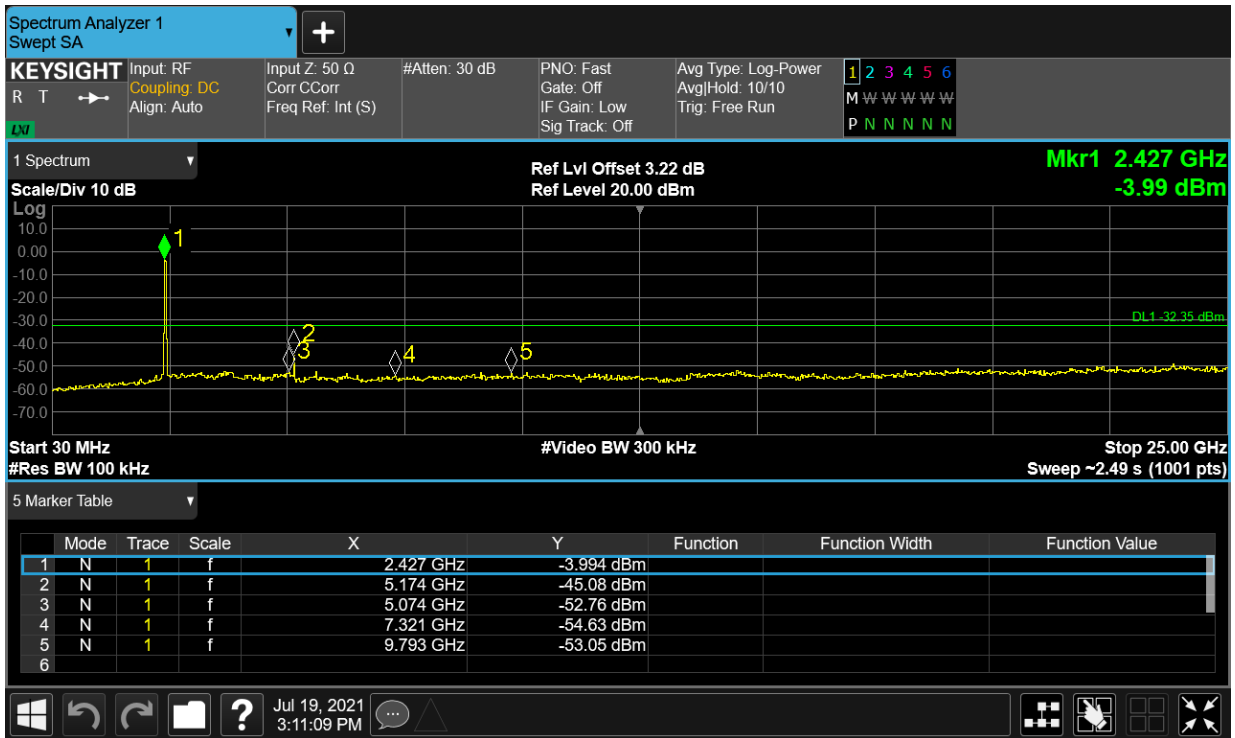 Spectrum Analyzer 1
Swept SA
KEYSIGHT
R T
LXI
Input: RF
Coupling: DC
Align: Auto
Input Z: 50 Ω
Corr CCorr
Freq Ref: Int (S)
#Atten: 30 dB
PNO: Fast
Gate: Off
IF Gain: Low
Sig Track: Off
Avg Type: Log-Power
Avg|Hold: 10/10
Trig: Free Run
1 2 3 4 5 6
M W W W W W
P N N N N N
1 Spectrum
Scale/Div 10 dB
Ref Lvl Offset 3.22 dB
Ref Level 20.00 dBm
Mkr1 2.427 GHz
-3.99 dBm
Log
10.0
0.00
-10.0
-20.0
-30.0
-40.0
-50.0
-60.0
-70.0
1
2
3
4
5
DL1 -32.35 dBm
Start 30 MHz
#Video BW 300 kHz
Stop 25.00 GHz
#Res BW 100 kHz
Sweep ~2.49 s (1001 pts)
5 Marker Table
Mode Trace Scale X Y Function Function Width Function Value
1 N 1 f 2.427 GHz -3.994 dBm
2 N 1 f 5.174 GHz -45.08 dBm
3 N 1 f 5.074 GHz -52.76 dBm
4 N 1 f 7.321 GHz -54.63 dBm
5 N 1 f 9.793 GHz -53.05 dBm
6
?
Jul 19, 2021
3:11:09 PM